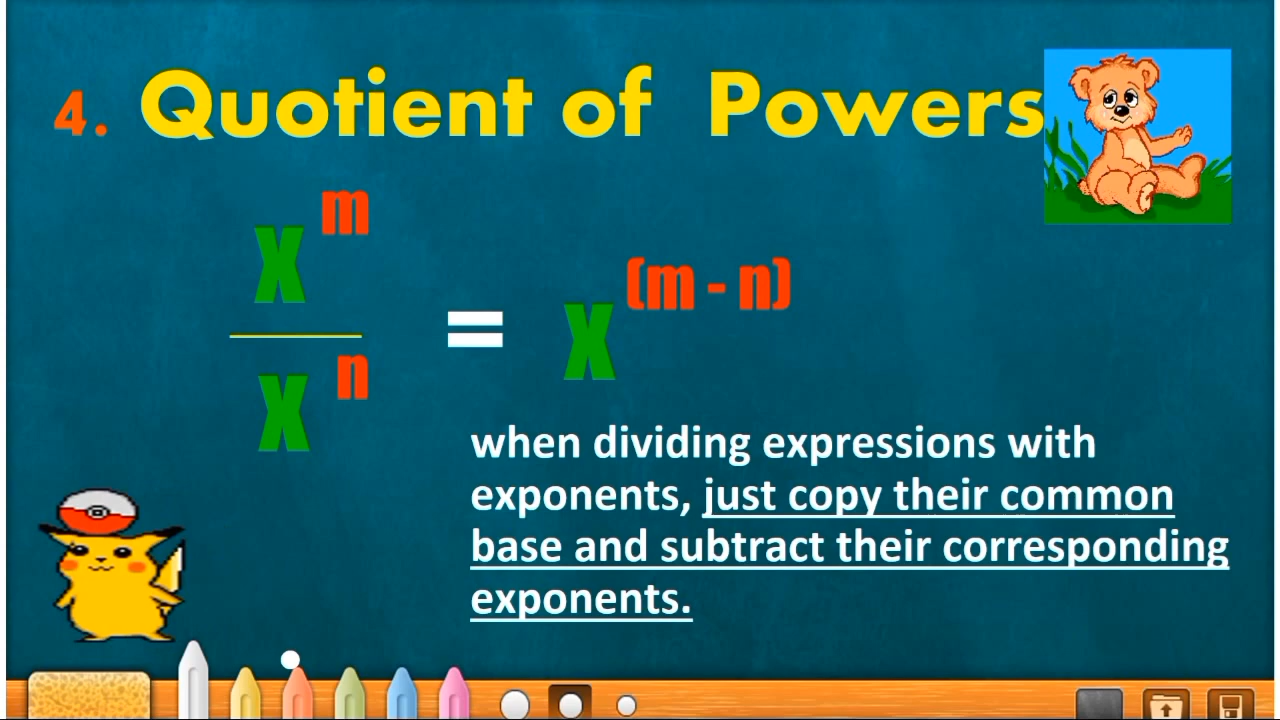 4. Quotient of Powers
x^m
x^n
= x^(m - n)
when dividing expressions with
exponents, just copy their common
base and subtract their corresponding
exponents.